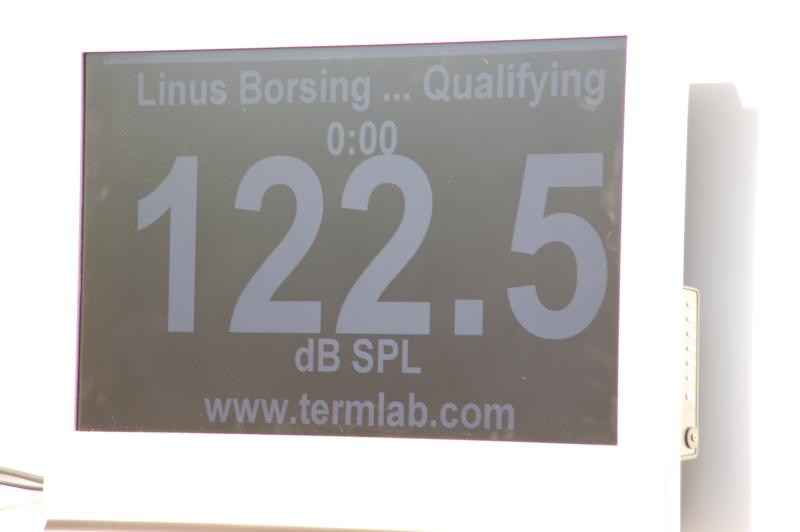 Linus Borsing ... Qualifying
0:00
122.5
dB SPL
www.termlab.com